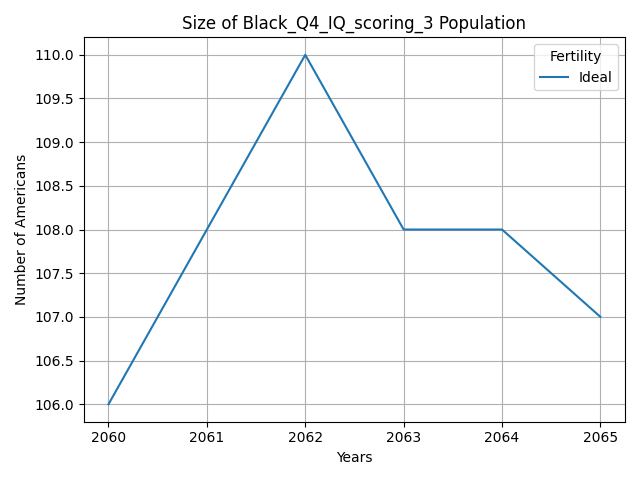 Size of Black_Q4_IQ_scoring_3 Population
Fertility
Ideal
Number of Americans
110.0
109.5
109.0
108.5
108.0
107.5
107.0
106.5
106.0
2060 2061 2062 2063 2064 2065
Years